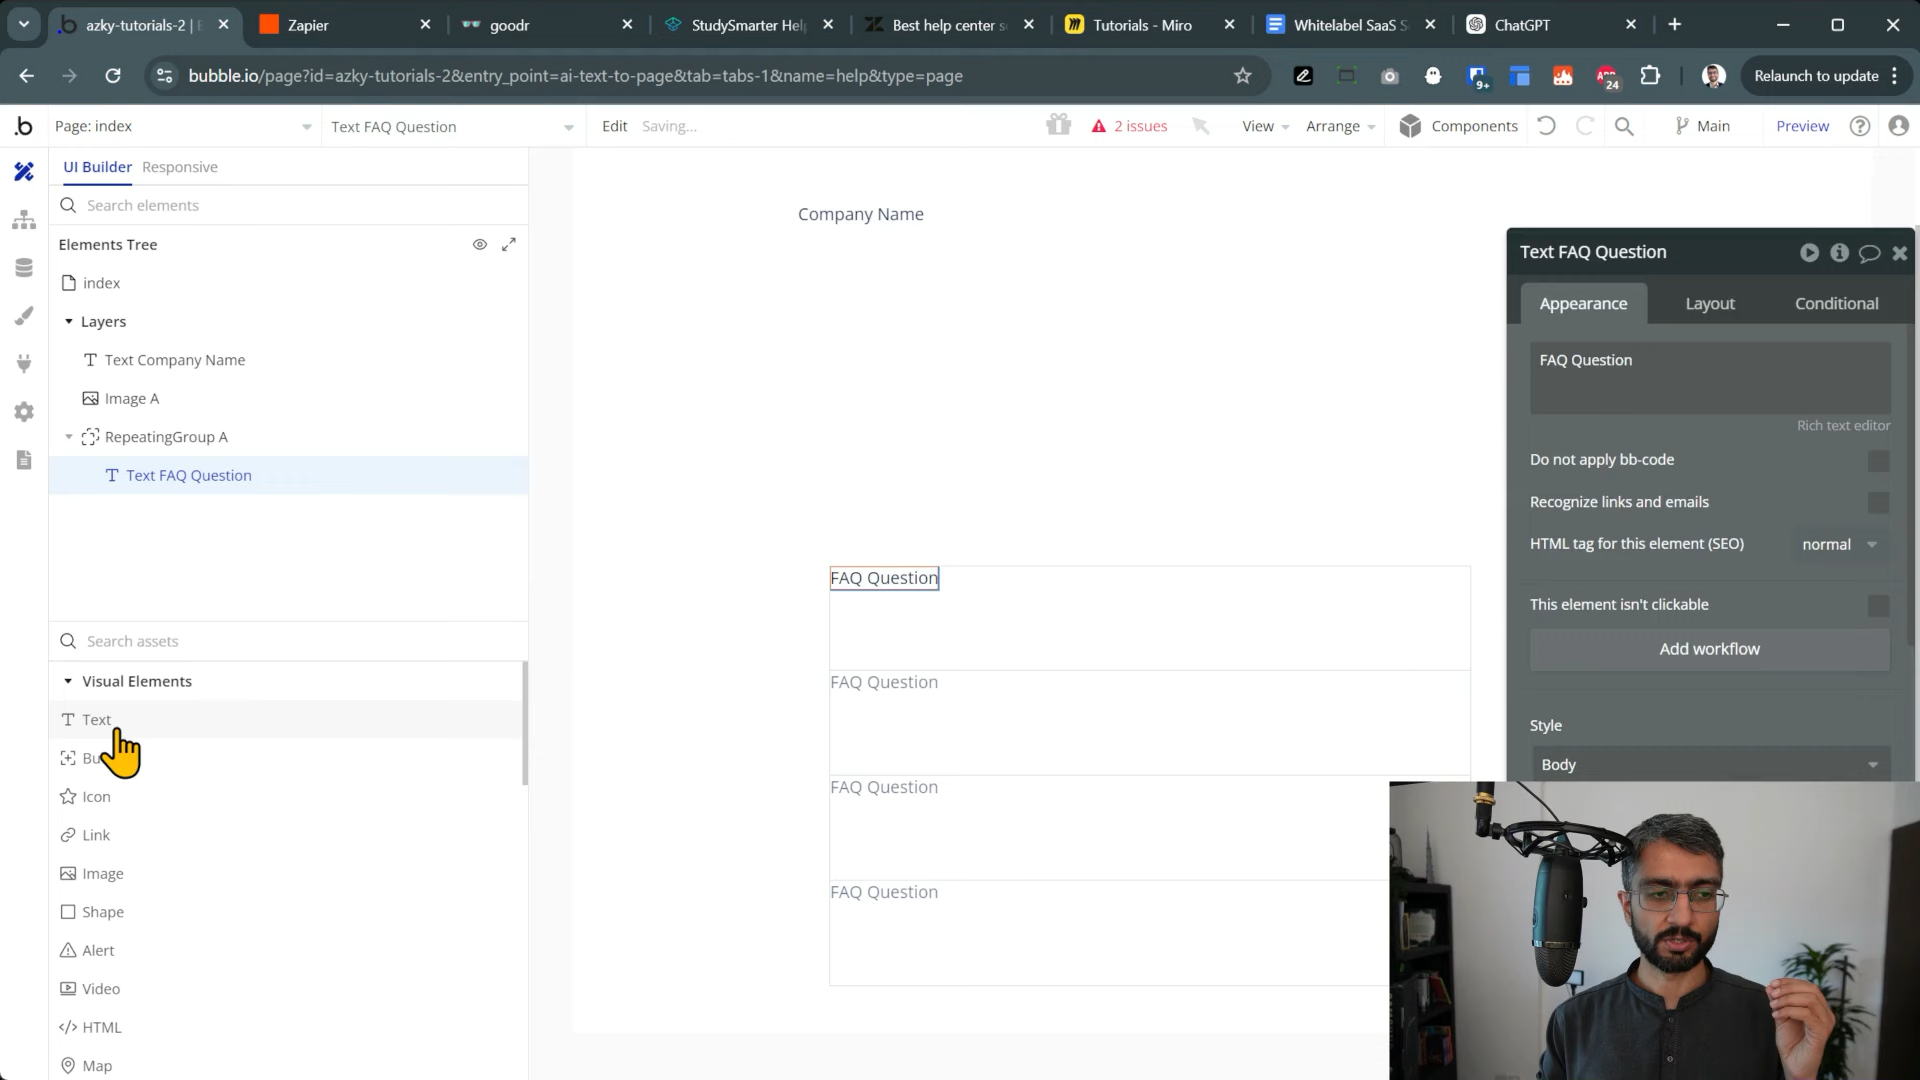 azky-tutorials-2 | B
Zapier
goodr
StudySmarter Hel
Best help center s
Tutorials - Miro
Whitelabel SaaS S
ChatGPT
bubble.io/page?id=azky-tutorials-2&entry_point=ai-text-to-page&tab=tabs-1&name=help&type=page
9+
24
Relaunch to update
Page: index
Text FAQ Question
Edit
Saving...
2 issues
View
Arrange
Components
Main
Preview
UI Builder
Responsive
Search elements
Elements Tree
index
Layers
Text Company Name
Image A
RepeatingGroup A
Text FAQ Question
Search assets
Visual Elements
Text
Bu
Icon
Link
Image
Shape
Alert
Video
HTML
Map
Company Name
FAQ Question
FAQ Question
FAQ Question
FAQ Question
Text FAQ Question
Appearance
Layout
Conditional
FAQ Question
Rich text editor
Do not apply bb-code
Recognize links and emails
HTML tag for this element (SEO)
normal
This element isn't clickable
Add workflow
Style
Body